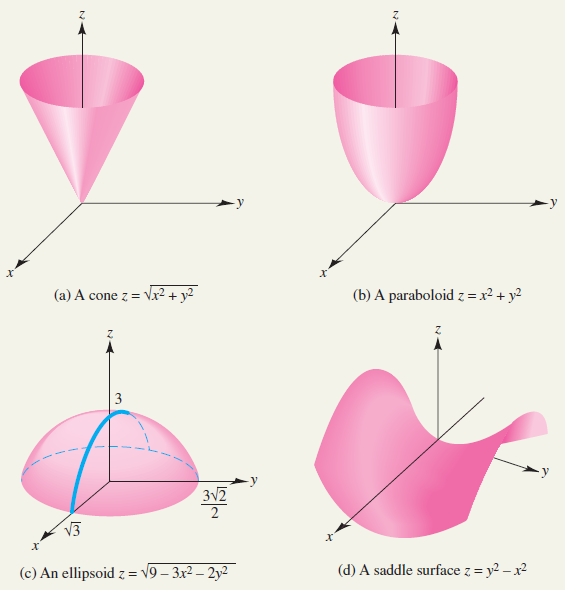 z
z
y
y
x
x
(a) A cone z = √x² + y²
(b) A paraboloid z = x² + y²
z
z
3
y
y
3√2
2
√3
x
x
(c) An ellipsoid z = √9 – 3x² – 2y²
(d) A saddle surface z = y² – x²